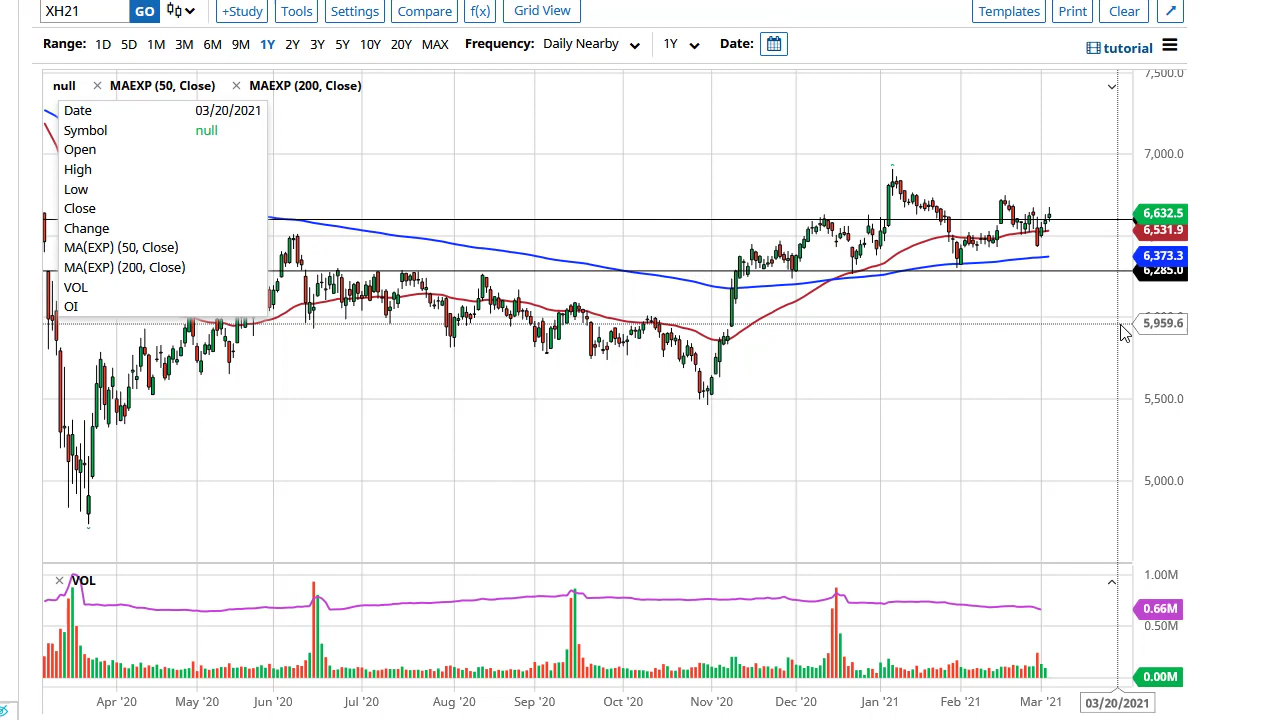 XH21 GO +Study Tools Settings Compare f(x) Grid View Templates Print Clear
Range: 1D 5D 1M 3M 6M 9M 1Y 2Y 3Y 5Y 10Y 20Y MAX Frequency: Daily Nearby 1Y Date: tutorial
null MAEXP (50, Close) MAEXP (200, Close)
Date 03/20/2021
Symbol null
Open
High
Low
Close
Change
MA(EXP) (50, Close)
MA(EXP) (200, Close)
VOL
OI
7,500.0
7,000.0
6,632.5
6,531.9
6,373.3
6,285.0
5,959.6
5,500.0
5,000.0
VOL
1.00M
0.66M
0.50M
0.00M
Apr '20 May '20 Jun '20 Jul '20 Aug '20 Sep '20 Oct '20 Nov '20 Dec '20 Jan '21 Feb '21 Mar '21 03/20/2021